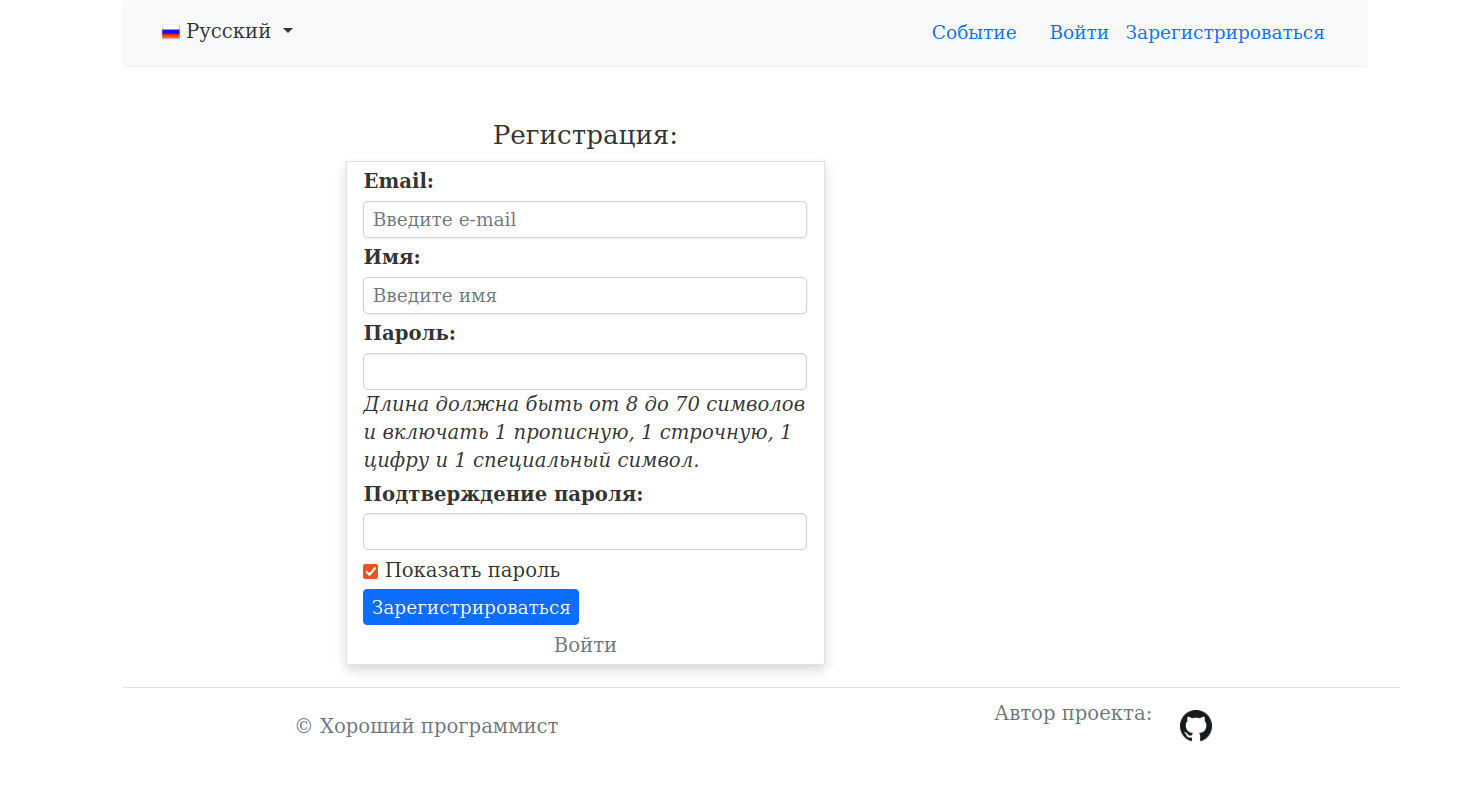 Русский
Событие Войти Зарегистрироваться
Регистрация:
Email:
Введите e-mail
Имя:
Введите имя
Пароль:
Длина должна быть от 8 до 70 символов
и включать 1 прописную, 1 строчную, 1
цифру и 1 специальный символ.
Подтверждение пароля:
Показать пароль
Зарегистрироваться
Войти
© Хороший программист
Автор проекта: